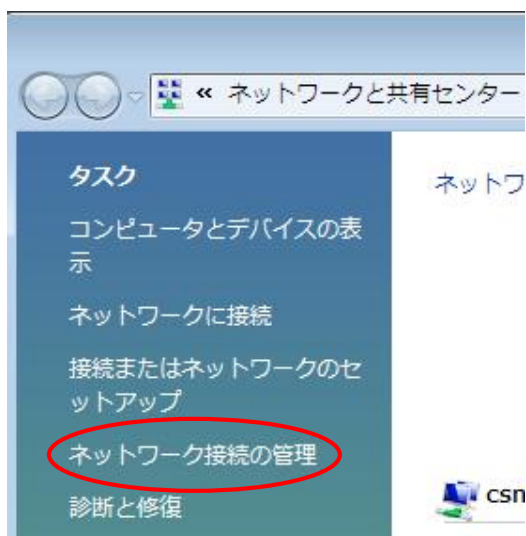 « ネットワークと共有センター
タスク
ネットワ
コンピュータとデバイスの表
示
ネットワークに接続
接続またはネットワークのセ
ットアップ
ネットワーク接続の管理
診断と修復
csn